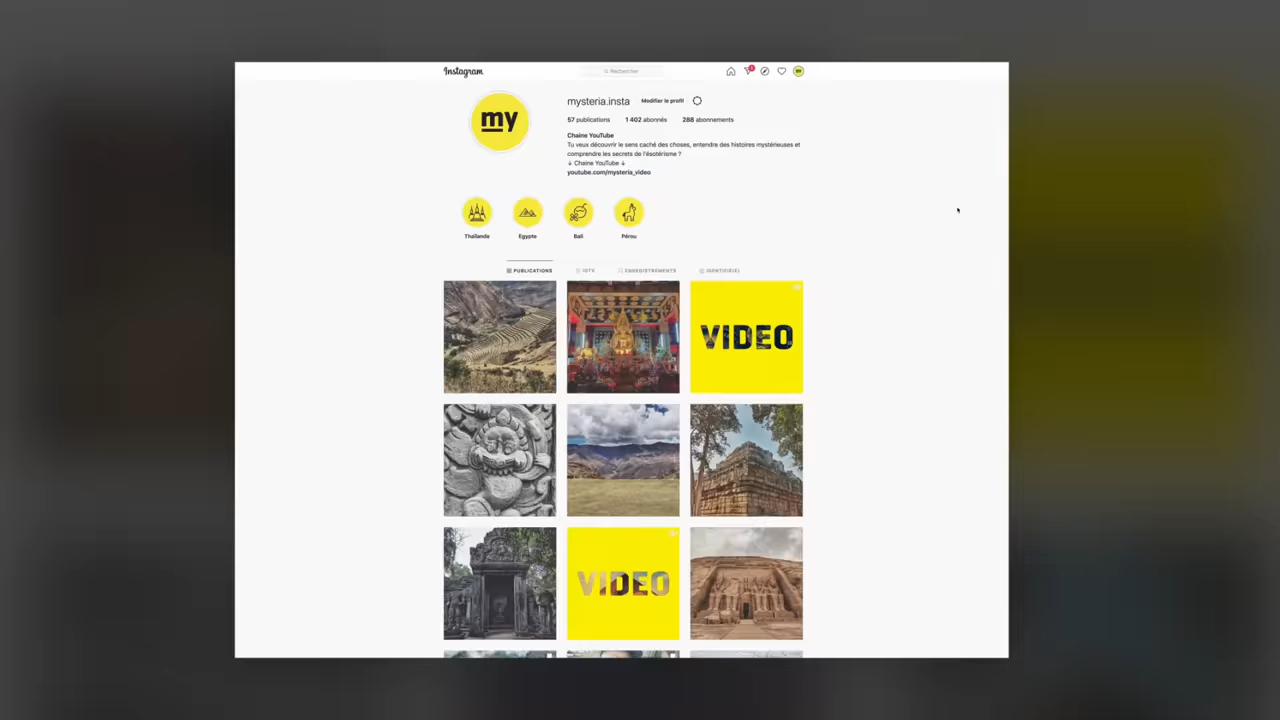 Instagram
Rechercher
1
my
mysteria.insta Modifier le profil
57 publications 1 402 abonnés 288 abonnements
Chaine YouTube
Tu veux découvrir le sens caché des choses, entendre des histoires mystérieuses et
comprendre les secrets de l'ésotérisme ?
↓ Chaine YouTube ↓
youtube.com/mysteria_video
Thaïlande Egypte Bali Pérou
PUBLICATIONS IGTV ENREGISTREMENTS IDENTIFIÉ(E)
VIDEO
VIDEO